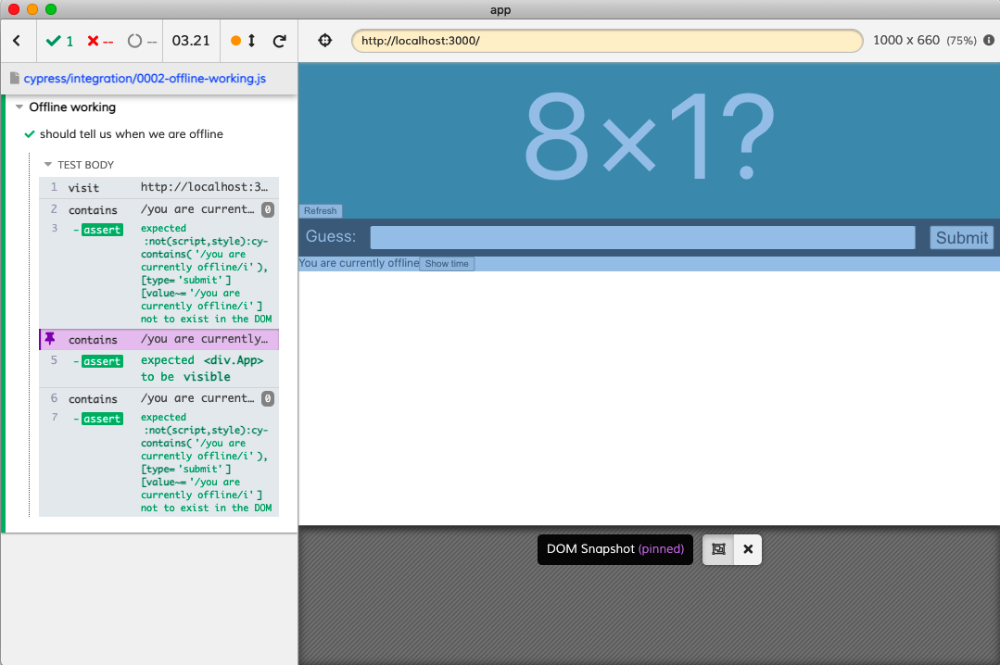 app
1 -- -- 03.21
http://localhost:3000/
1000 x 660 (75%)
cypress/integration/0002-offline-working.js
Offline working
should tell us when we are offline
TEST BODY
1 visit http://localhost:3...
2 contains /you are current... 0
3 -assert expected
:not(script,style):cy-
contains('/you are
currently offline/i'),
[type='submit']
[value~='/you are
currently offline/i']
not to exist in the DOM
contains /you are currently...
5 -assert expected <div.App>
to be visible
6 contains /you are current... 0
7 -assert expected
:not(script,style):cy-
contains('/you are
currently offline/i'),
[type='submit']
[value~='/you are
currently offline/i']
not to exist in the DOM
8×1?
Refresh
Guess: Submit
You are currently offline Show time
DOM Snapshot (pinned)